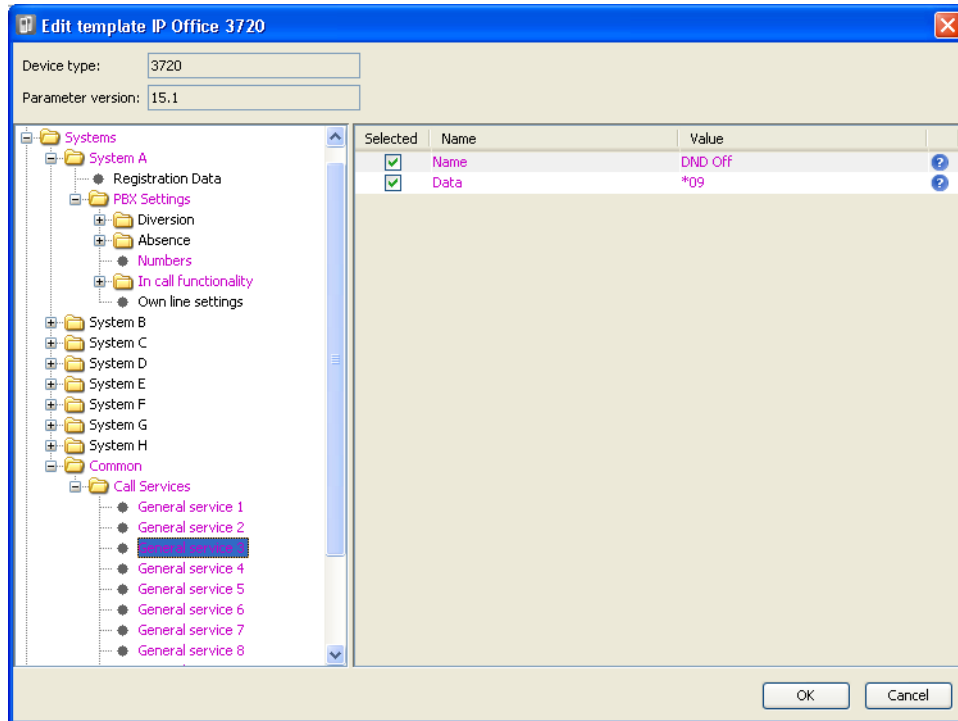 Edit template IP Office 3720
Device type: 3720
Parameter version: 15.1
Systems
System A
Registration Data
PBX Settings
Diversion
Absence
Numbers
In call functionality
Own line settings
System B
System C
System D
System E
System F
System G
System H
Common
Call Services
General service 1
General service 2
General service 3
General service 4
General service 5
General service 6
General service 7
General service 8
Selected Name Value
Name DND Off
Data *09
OK Cancel